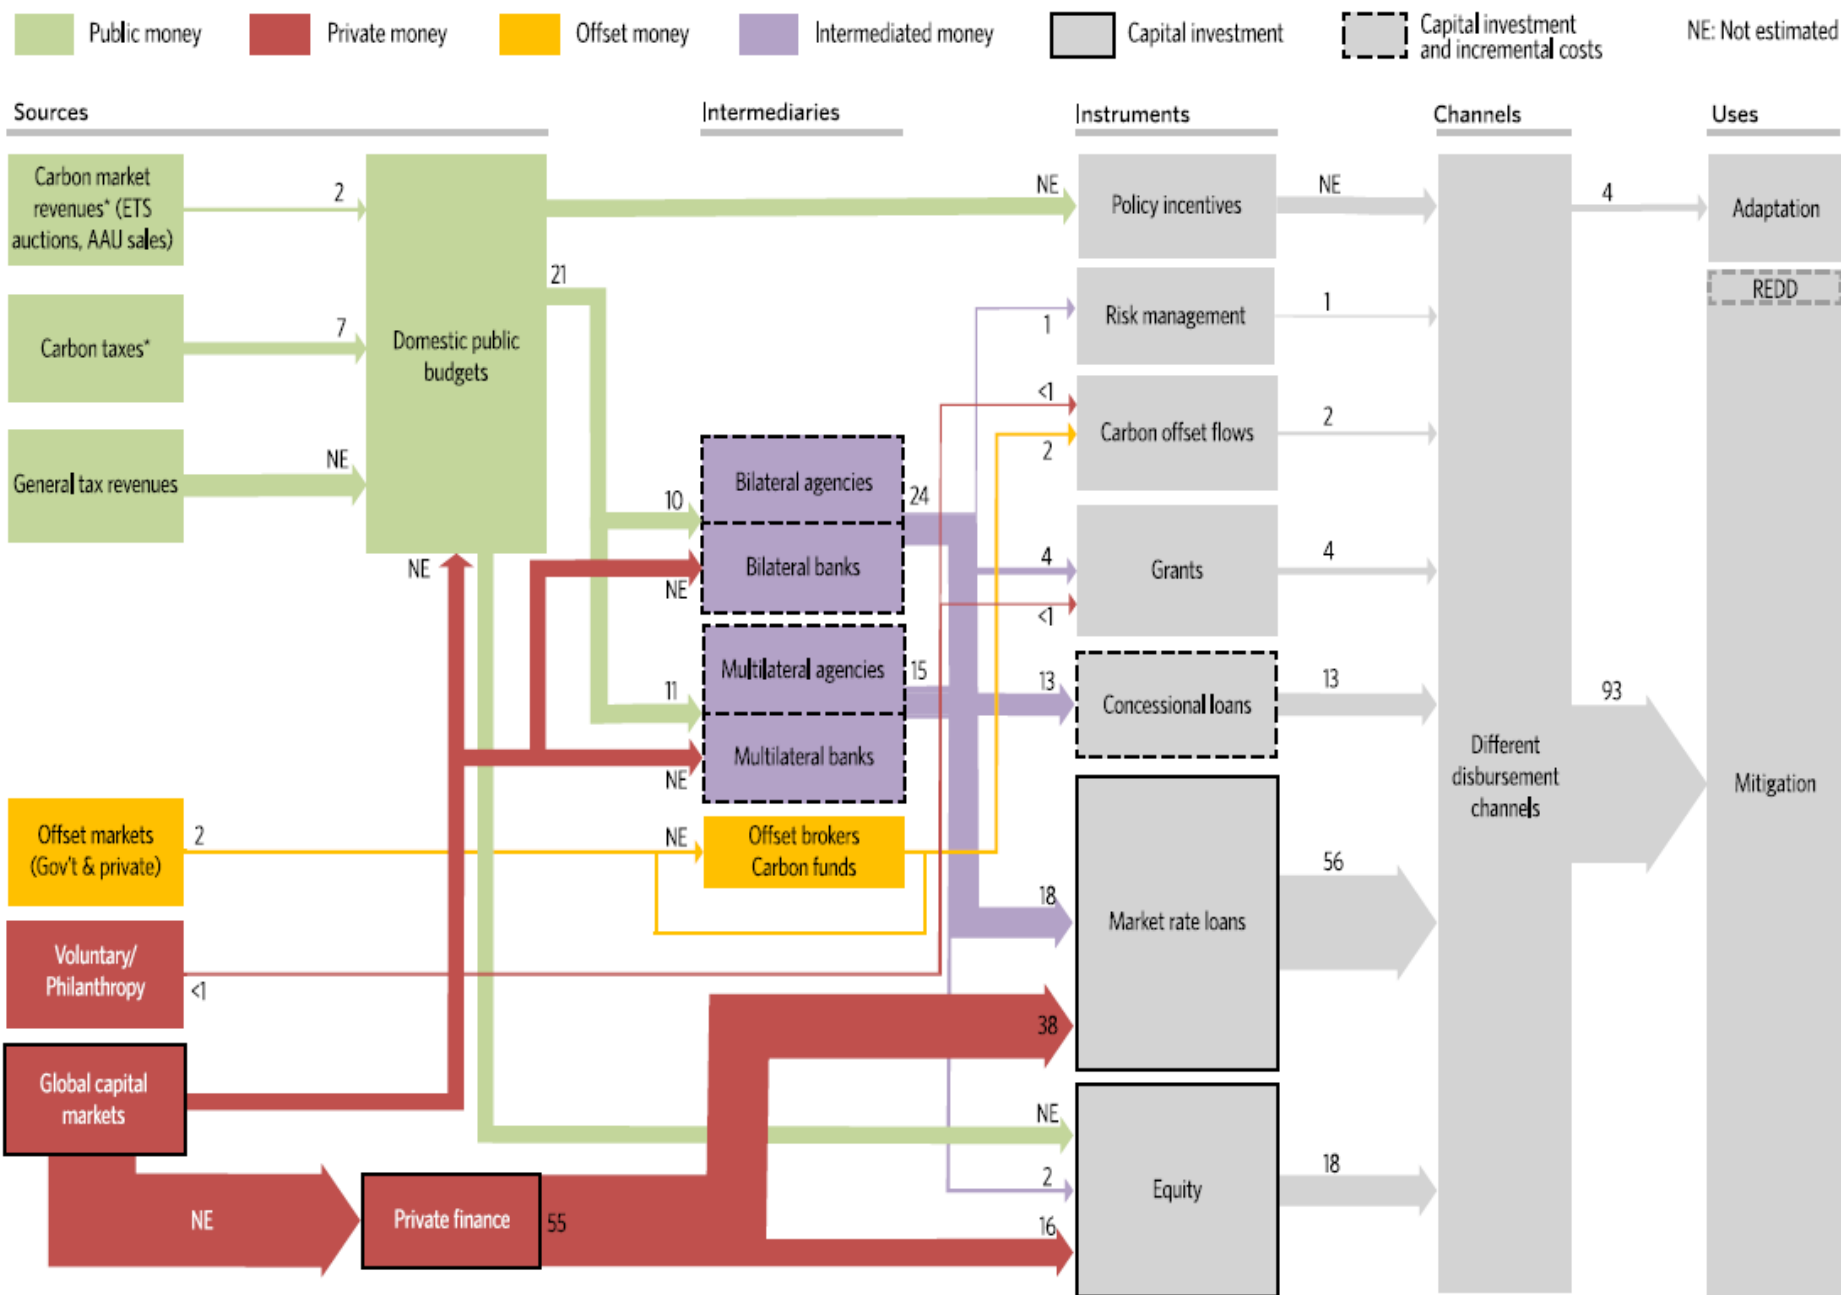 Public money
Private money
Offset money
Intermediated money
Capital investment
Capital investment
and incremental costs
NE: Not estimated
Sources
Intermediaries
Instruments
Channels
Uses
Carbon market
revenues* (ETS
auctions, AAU sales)
2
Carbon taxes*
7
General tax revenues
NE
Domestic public
budgets
21
NE
NE
10
NE
11
NE
Bilateral agencies
Bilateral banks
24
Multilateral agencies
Multilateral banks
15
Offset markets
(Gov't & private)
2
NE
Offset brokers
Carbon funds
Voluntary/
Philanthropy
<1
Global capital
markets
NE
Private finance
55
Policy incentives
NE
1
Risk management
1
<1
2
Carbon offset flows
2
4
<1
Grants
4
13
Concessional loans
13
18
38
Market rate loans
56
NE
2
16
Equity
18
Different
disbursement
channels
4
93
Adaptation
REDD
Mitigation